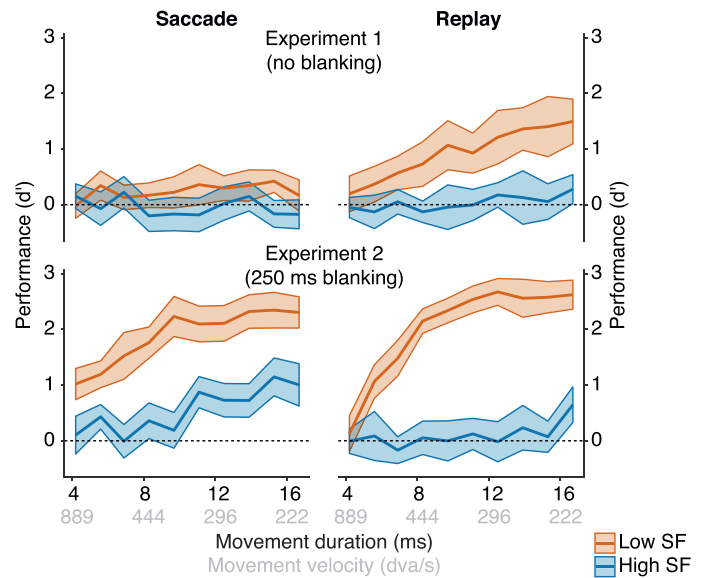 Saccade Replay
Experiment 1
(no blanking)
3 3
2 2
1 1
0 0
Performance (d')
Performance (d')
Experiment 2
(250 ms blanking)
3 3
2 2
1 1
0 0
4 8 12 16 4 8 12 16
889 444 296 222 889 444 296 222
Movement duration (ms)
Movement velocity (dva/s)
Low SF
High SF